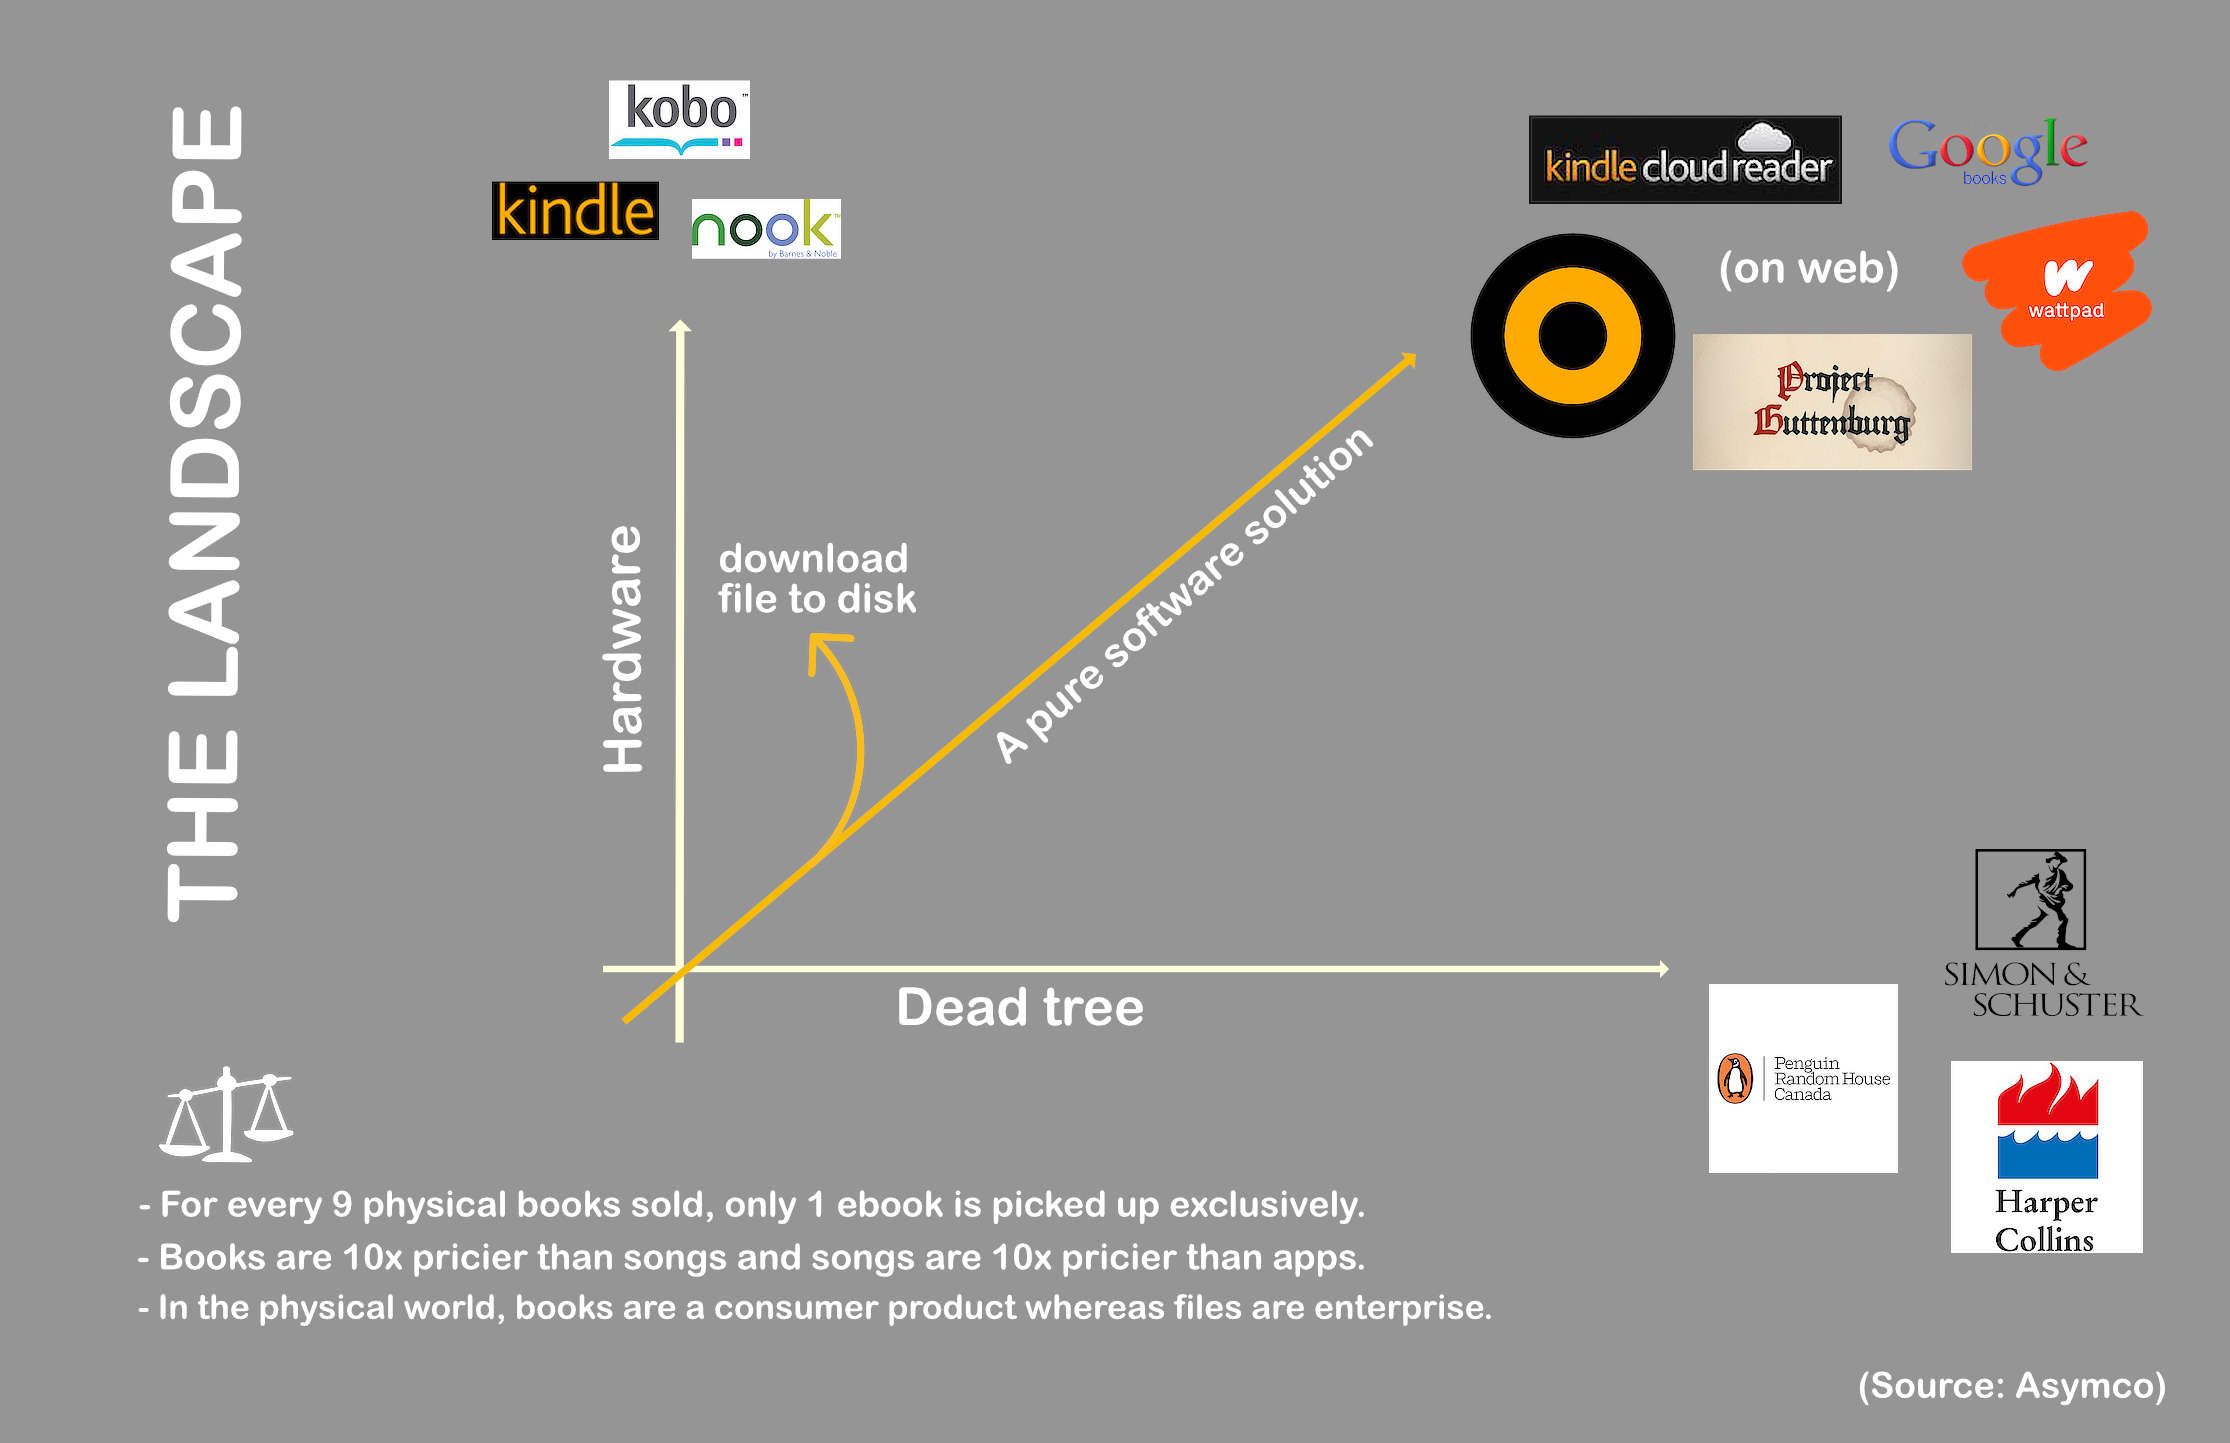 THE LANDSCAPE
kobo™
kindle
nook™
by Barnes & Noble
kindle cloud reader
Google
books
(on web)
wattpad
Project
Guttenburg
Hardware
download
file to disk
A pure software solution
Dead tree
SIMON &
SCHUSTER
Penguin
Random House
Canada
Harper
Collins
- For every 9 physical books sold, only 1 ebook is picked up exclusively.
- Books are 10x pricier than songs and songs are 10x pricier than apps.
- In the physical world, books are a consumer product whereas files are enterprise.
(Source: Asymco)